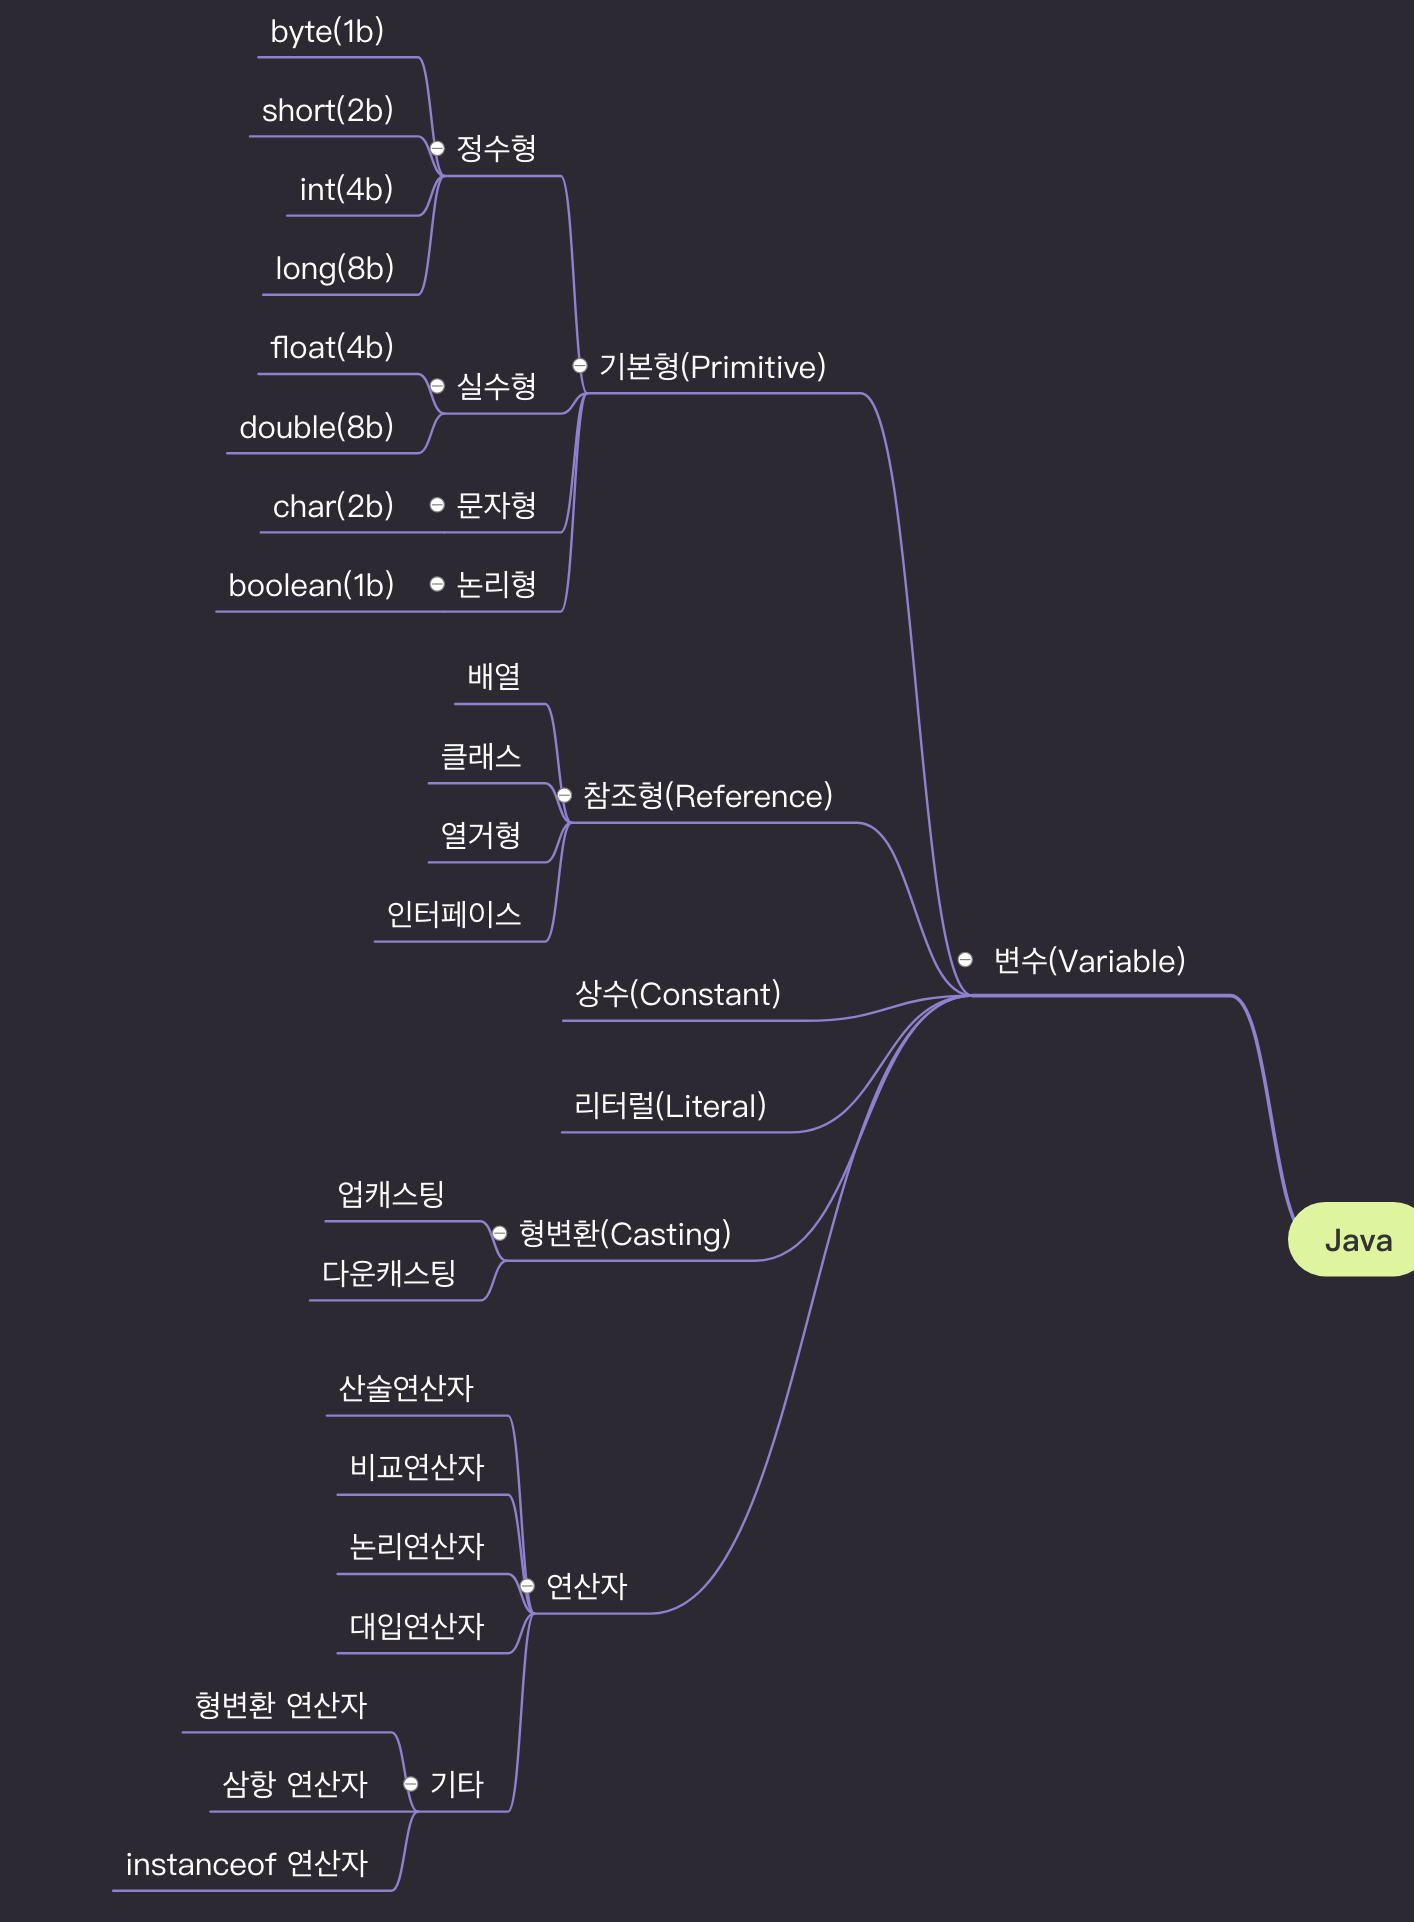 byte(1b)
short(2b)
정수형
int(4b)
long(8b)
float(4b)
기본형(Primitive)
실수형
double(8b)
char(2b)
문자형
boolean(1b)
논리형
배열
클래스
참조형(Reference)
열거형
인터페이스
변수(Variable)
상수(Constant)
리터럴(Literal)
업캐스팅
형변환(Casting)
Java
다운캐스팅
산술연산자
비교연산자
논리연산자
연산자
대입연산자
형변환 연산자
삼항 연산자
기타
instanceof 연산자